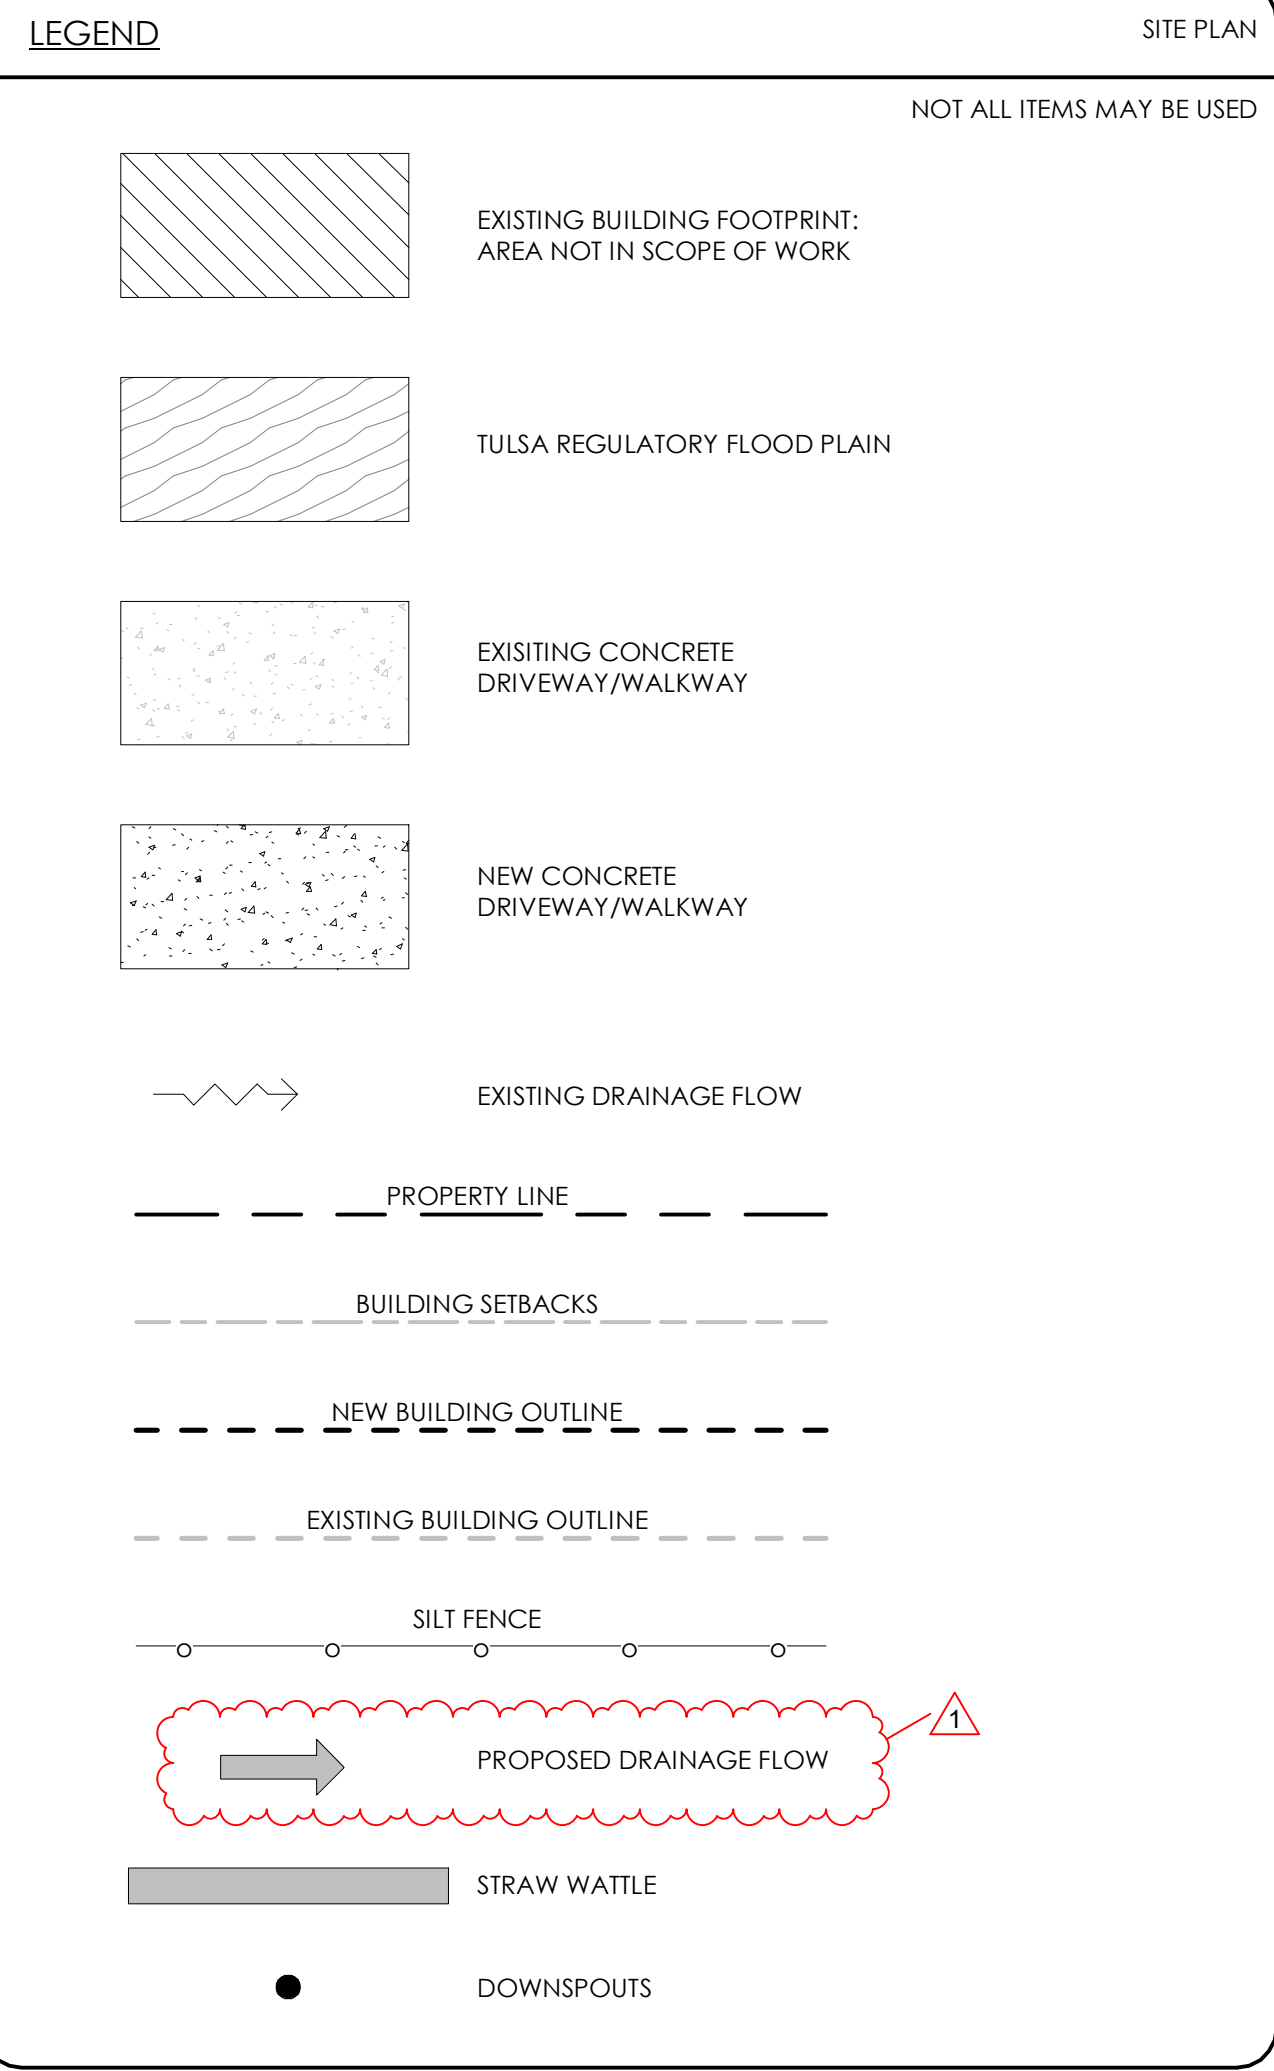 LEGEND
SITE PLAN
NOT ALL ITEMS MAY BE USED
EXISTING BUILDING FOOTPRINT:
AREA NOT IN SCOPE OF WORK
TULSA REGULATORY FLOOD PLAIN
EXISITING CONCRETE
DRIVEWAY/WALKWAY
NEW CONCRETE
DRIVEWAY/WALKWAY
EXISTING DRAINAGE FLOW
PROPERTY LINE
BUILDING SETBACKS
NEW BUILDING OUTLINE
EXISTING BUILDING OUTLINE
SILT FENCE
1
PROPOSED DRAINAGE FLOW
STRAW WATTLE
DOWNSPOUTS